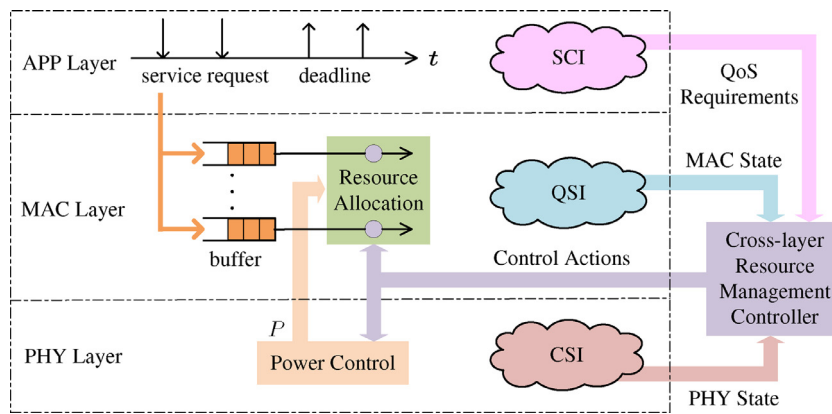 APP Layer
service request
deadline
t
SCI
QoS
Requirements
MAC Layer
buffer
Resource
Allocation
QSI
MAC State
Control Actions
Cross-layer
Resource
Management
Controller
PHY Layer
P
Power Control
CSI
PHY State